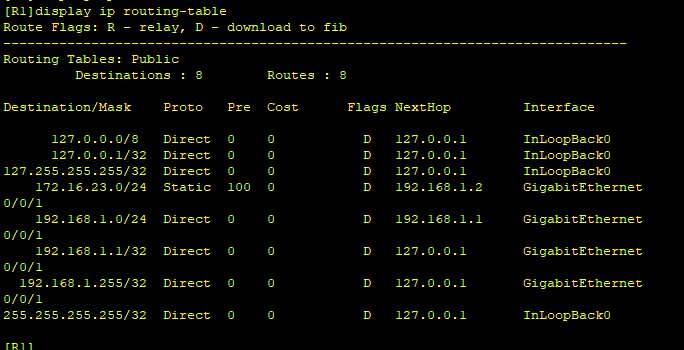 [R1]display ip routing-table
Route Flags: R - relay, D - download to fib
------------------------------------------------------------------------------
Routing Tables: Public
         Destinations : 8        Routes : 8

Destination/Mask    Proto   Pre  Cost      Flags NextHop         Interface

      127.0.0.0/8   Direct  0    0           D   127.0.0.1       InLoopBack0
      127.0.0.1/32  Direct  0    0           D   127.0.0.1       InLoopBack0
127.255.255.255/32  Direct  0    0           D   127.0.0.1       InLoopBack0
    172.16.23.0/24  Static  100  0           D   192.168.1.2     GigabitEthernet
0/0/1
    192.168.1.0/24  Direct  0    0           D   192.168.1.1     GigabitEthernet
0/0/1
    192.168.1.1/32  Direct  0    0           D   127.0.0.1       GigabitEthernet
0/0/1
  192.168.1.255/32  Direct  0    0           D   127.0.0.1       GigabitEthernet
0/0/1
255.255.255.255/32  Direct  0    0           D   127.0.0.1       InLoopBack0

[R1]